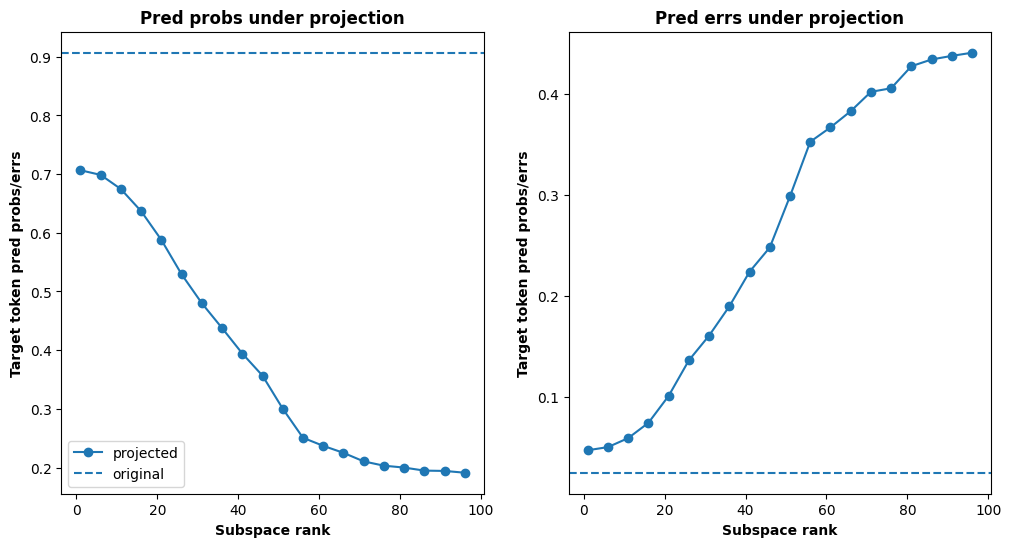 Pred probs under projection
Target token pred probs/errs
0.9
0.8
0.7
0.6
0.5
0.4
0.3
0.2
projected
original
0 20 40 60 80 100
Subspace rank
Pred errs under projection
Target token pred probs/errs
0.4
0.3
0.2
0.1
0 20 40 60 80 100
Subspace rank